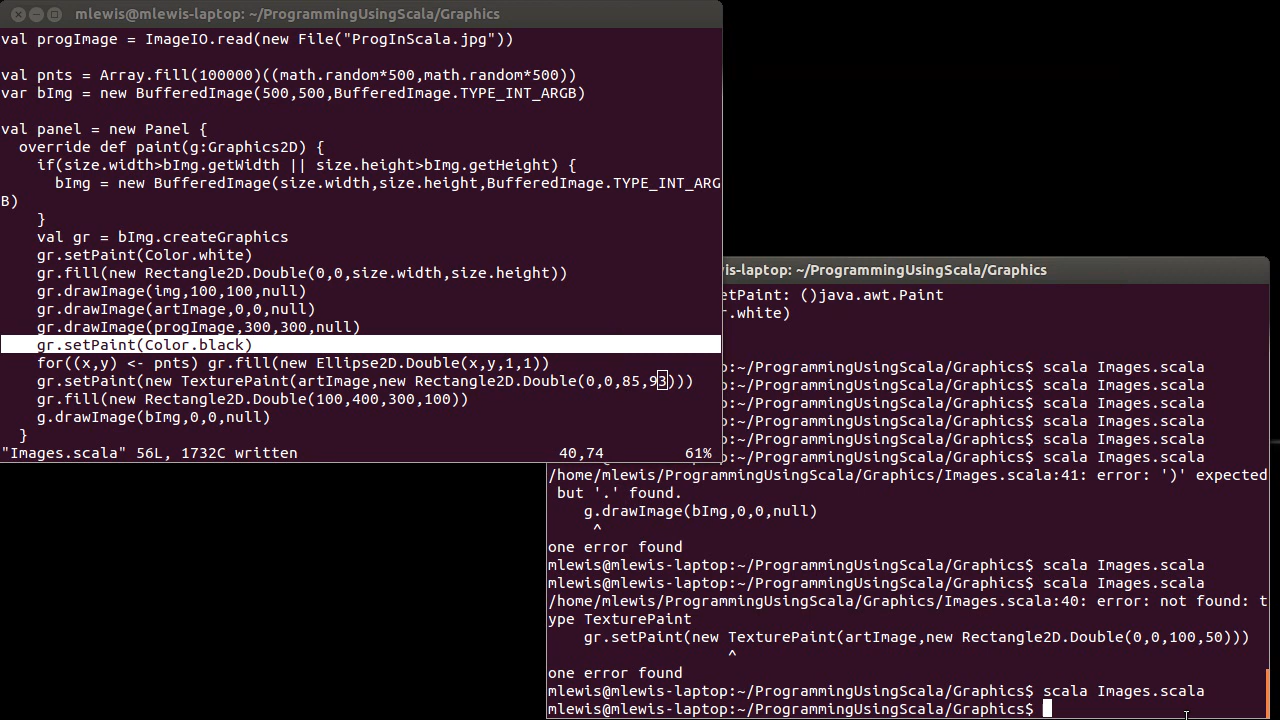 mlewis@mlewis-laptop: ~/ProgrammingUsingScala/Graphics
val progImage = ImageIO.read(new File("ProgInScala.jpg"))
val pnts = Array.fill(100000)((math.random*500,math.random*500))
var bImg = new BufferedImage(500,500,BufferedImage.TYPE_INT_ARGB)
val panel = new Panel {
override def paint(g:Graphics2D) {
if(size.width>bImg.getWidth || size.height>bImg.getHeight) {
bImg = new BufferedImage(size.width,size.height,BufferedImage.TYPE_INT_ARG
B)
}
val gr = bImg.createGraphics
gr.setPaint(Color.white)
gr.fill(new Rectangle2D.Double(0,0,size.width,size.height))
gr.drawImage(img,100,100,null)
gr.drawImage(artImage,0,0,null)
gr.drawImage(progImage,300,300,null)
gr.setPaint(Color.black)
for((x,y) <- pnts) gr.fill(new Ellipse2D.Double(x,y,1,1))
gr.setPaint(new TexturePaint(artImage,new Rectangle2D.Double(0,0,85,93)))
gr.fill(new Rectangle2D.Double(100,400,300,100))
g.drawImage(bImg,0,0,null)
}
"Images.scala" 56L, 1732C written 40,74 61%
is-laptop: ~/ProgrammingUsingScala/Graphics
etPaint: ()java.awt.Paint
.white)
:~/ProgrammingUsingScala/Graphics$ scala Images.scala
:~/ProgrammingUsingScala/Graphics$ scala Images.scala
:~/ProgrammingUsingScala/Graphics$ scala Images.scala
:~/ProgrammingUsingScala/Graphics$ scala Images.scala
:~/ProgrammingUsingScala/Graphics$ scala Images.scala
:~/ProgrammingUsingScala/Graphics$ scala Images.scala
/home/mlewis/ProgrammingUsingScala/Graphics/Images.scala:41: error: ')' expected
but '.' found.
g.drawImage(bImg,0,0,null)
^
one error found
mlewis@mlewis-laptop:~/ProgrammingUsingScala/Graphics$ scala Images.scala
mlewis@mlewis-laptop:~/ProgrammingUsingScala/Graphics$ scala Images.scala
/home/mlewis/ProgrammingUsingScala/Graphics/Images.scala:40: error: not found: t
ype TexturePaint
gr.setPaint(new TexturePaint(artImage,new Rectangle2D.Double(0,0,100,50)))
^
one error found
mlewis@mlewis-laptop:~/ProgrammingUsingScala/Graphics$ scala Images.scala
mlewis@mlewis-laptop:~/ProgrammingUsingScala/Graphics$